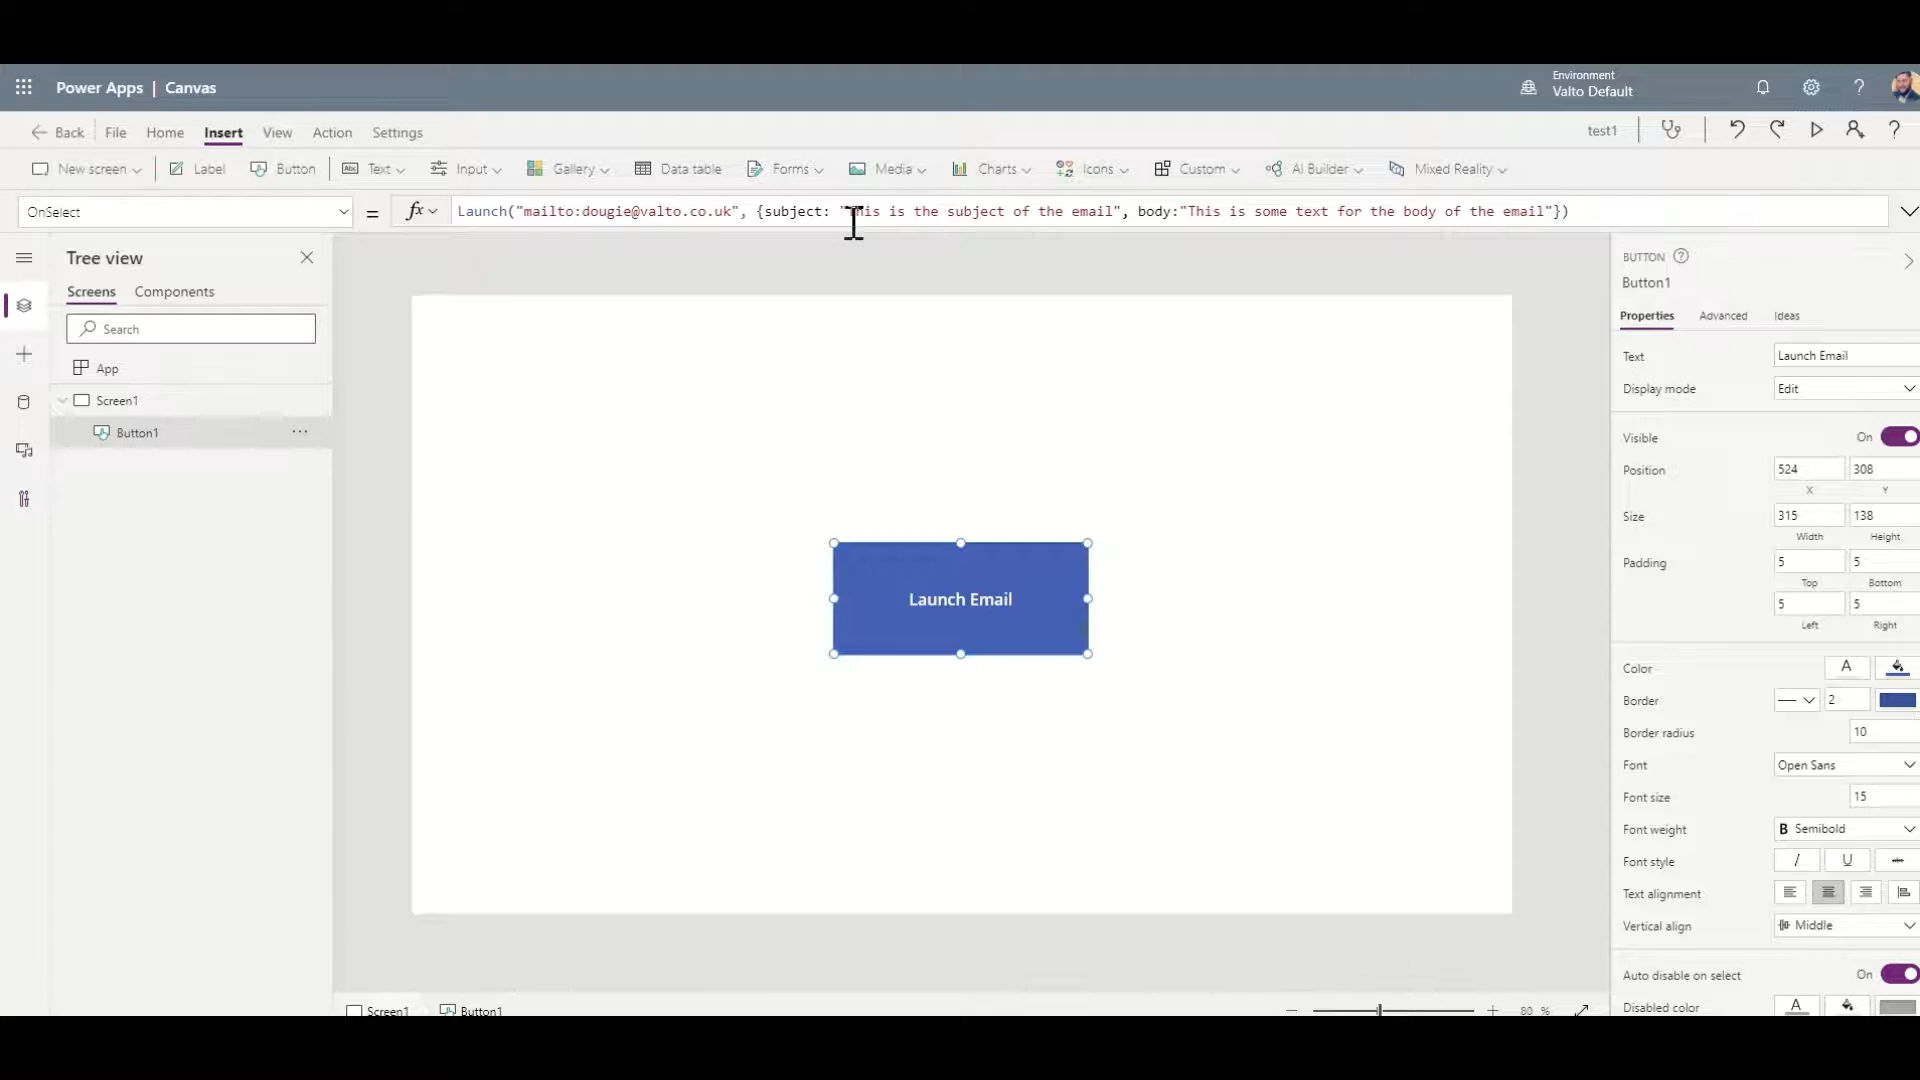 Power Apps | Canvas
Environment
Valto Default
?
Back File Home Insert View Action Settings
test1
?
New screen Label Button Text Input Gallery Data table Forms Media Charts Icons Custom AI Builder Mixed Reality
OnSelect = fx Launch("mailto:dougie@valto.co.uk", {subject: "This is the subject of the email", body:"This is some text for the body of the email"})
Tree view
Screens Components
Search
App
Screen1
Button1
Launch Email
BUTTON ?
Button1
Properties Advanced Ideas
Text Launch Email
Display mode Edit
Visible On
Position 524 308
X Y
Size 315 138
Width Height
Padding 5 5
Top Bottom
5 5
Left Right
Color A
Border 2
Border radius 10
Font Open Sans
Font size 15
Font weight B Semibold
Font style / U
Text alignment
Vertical align Middle
Auto disable on select On
Disabled color A
Screen1 Button1
80 %